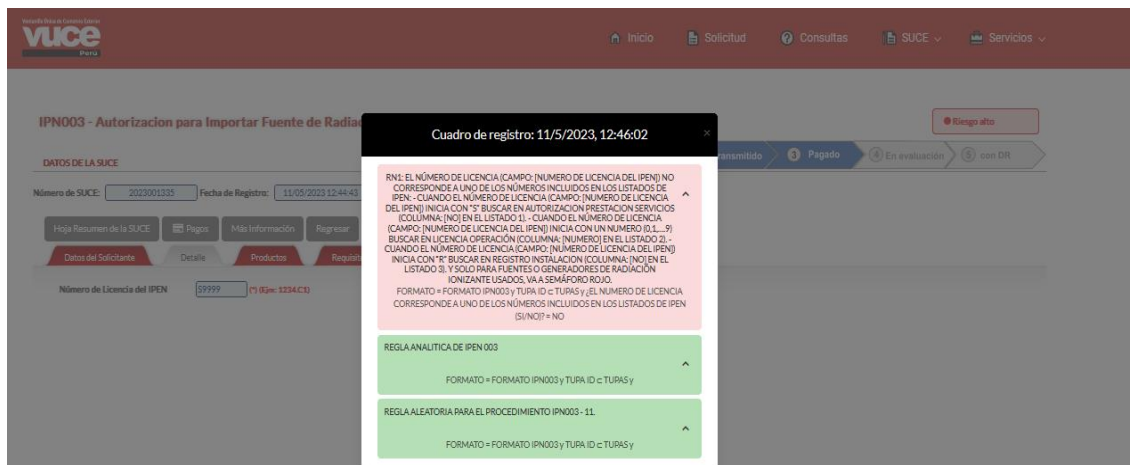 Ventanilla Única de Comercio Exterior
vuce
Perú
Inicio
Solicitud
Consultas
SUCE
Servicios
IPN003 - Autorizacion para Importar Fuente de Radiac
Riesgo alto
DATOS DE LA SUCE
ransmitido
3 Pagado
4 En evaluación
5 con DR
Número de SUCE: 2023001335 Fecha de Registro: 11/05/2023 12:44:43
Hoja Resumen de la SUCE
Pagos
Más Información
Regresar
Datos del Solicitante
Detalle
Productos
Requisit
Número de Licencia del IPEN S9999 (*) (Ejm: 1234.C1)
Cuadro de registro: 11/5/2023, 12:46:02
×
RN1: EL NÚMERO DE LICENCIA (CAMPO: [NUMERO DE LICENCIA DEL IPEN]) NO
CORRESPONDE A UNO DE LOS NÚMEROS INCLUIDOS EN LOS LISTADOS DE
IPEN: - CUANDO EL NÚMERO DE LICENCIA (CAMPO: [NUMERO DE LICENCIA
DEL IPEN]) INICIA CON "S" BUSCAR EN AUTORIZACION PRESTACION SERVICIOS
(COLUMNA: [NO] EN EL LISTADO 1). - CUANDO EL NÚMERO DE LICENCIA
(CAMPO: [NUMERO DE LICENCIA DEL IPEN]) INICIA CON UN NUMERO (0,1,....9)
BUSCAR EN LICENCIA OPERACIÓN (COLUMNA: [NUMERO] EN EL LISTADO 2). -
CUANDO EL NÚMERO DE LICENCIA (CAMPO: [NUMERO DE LICENCIA DEL IPEN])
INICIA CON "R" BUSCAR EN REGISTRO INSTALACION (COLUMNA: [NO] EN EL
LISTADO 3). Y SOLO PARA FUENTES O GENERADORES DE RADIACIÓN
IONIZANTE USADOS, VA A SEMÁFORO ROJO.
FORMATO = FORMATO IPN003 y TUPA ID ⊂ TUPAS y ¿EL NUMERO DE LICENCIA
CORRESPONDE A UNO DE LOS NÚMEROS INCLUIDOS EN LOS LISTADOS DE IPEN
(SI/NO)? = NO
REGLA ANALITICA DE IPEN 003
FORMATO = FORMATO IPN003 y TUPA ID ⊂ TUPAS y
REGLA ALEATORIA PARA EL PROCEDIMIENTO IPN003 - 11.
FORMATO = FORMATO IPN003 y TUPA ID ⊂ TUPAS y